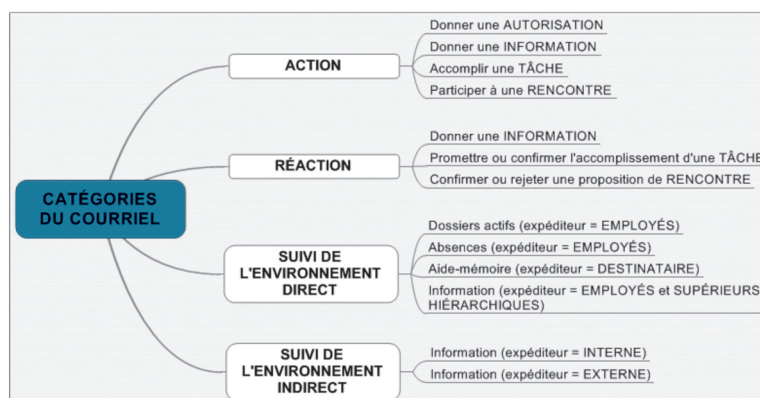 CATÉGORIES
DU COURRIEL
ACTION
Donner une AUTORISATION
Donner une INFORMATION
Accomplir une TÂCHE
Participer à une RENCONTRE
RÉACTION
Donner une INFORMATION
Promettre ou confirmer l'accomplissement d'une TÂCHE
Confirmer ou rejeter une proposition de RENCONTRE
SUIVI DE
L'ENVIRONNEMENT
DIRECT
Dossiers actifs (expéditeur = EMPLOYÉS)
Absences (expéditeur = EMPLOYÉS)
Aide-mémoire (expéditeur = DESTINATAIRE)
Information (expéditeur = EMPLOYÉS et SUPÉRIEURS
HIÉRARCHIQUES)
SUIVI DE
L'ENVIRONNEMENT
INDIRECT
Information (expéditeur = INTERNE)
Information (expéditeur = EXTERNE)